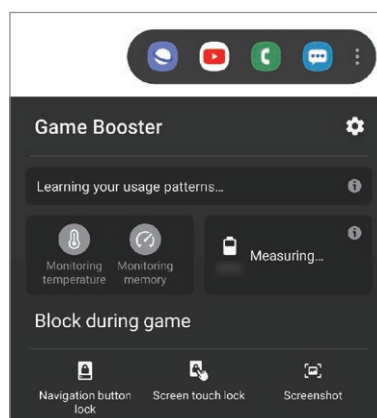 Game Booster
Learning your usage patterns...
Monitoring Monitoring
temperature memory
Measuring...
Block during game
Navigation button Screen touch lock Screenshot
lock